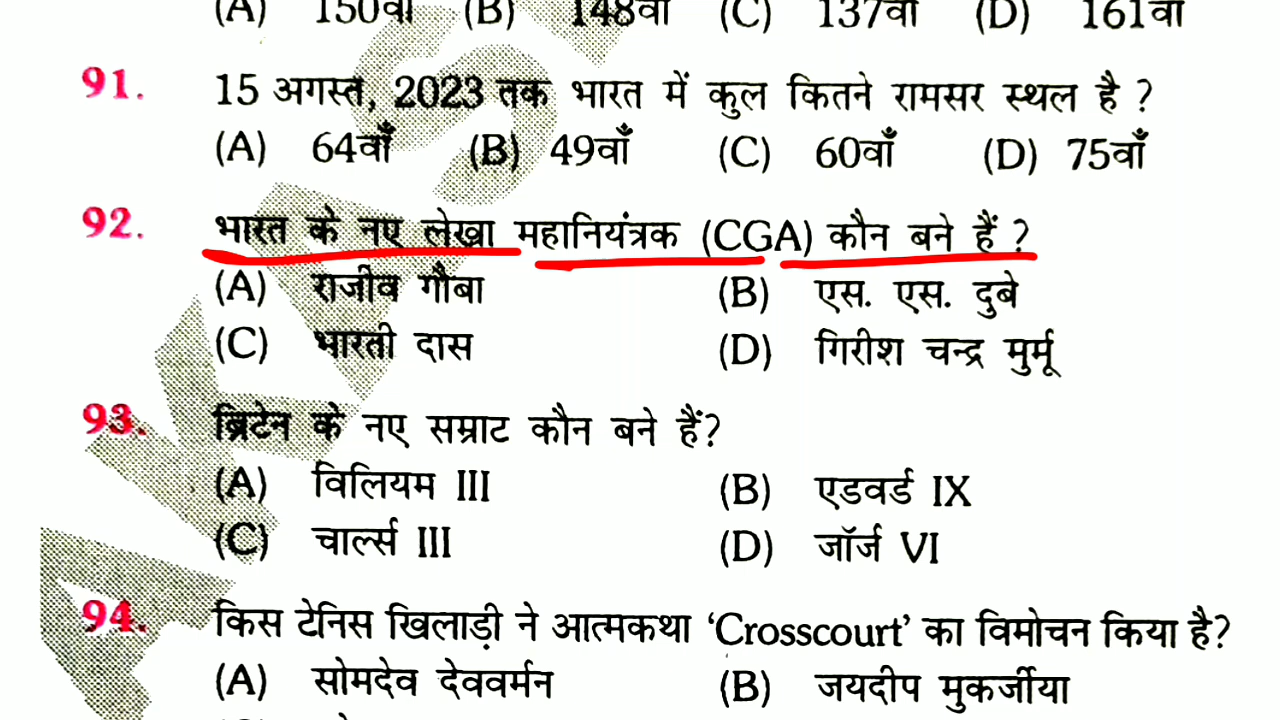 (A) 150वाँ (B) 148वाँ (C) 137वाँ (D) 161वाँ
91. 15 अगस्त, 2023 तक भारत में कुल कितने रामसर स्थल है ?
(A) 64वाँ (B) 49वाँ (C) 60वाँ (D) 75वाँ
92. भारत के नए लेखा महानियंत्रक (CGA) कौन बने हैं ?
(A) राजीव गौबा (B) एस. एस. दुबे
(C) भारती दास (D) गिरीश चन्द्र मुर्मू
93. ब्रिटेन के नए सम्राट कौन बने हैं?
(A) विलियम III (B) एडवर्ड IX
(C) चार्ल्स III (D) जॉर्ज VI
94. किस टेनिस खिलाड़ी ने आत्मकथा ‘Crosscourt’ का विमोचन किया है?
(A) सोमदेव देववर्मन (B) जयदीप मुकर्जीया